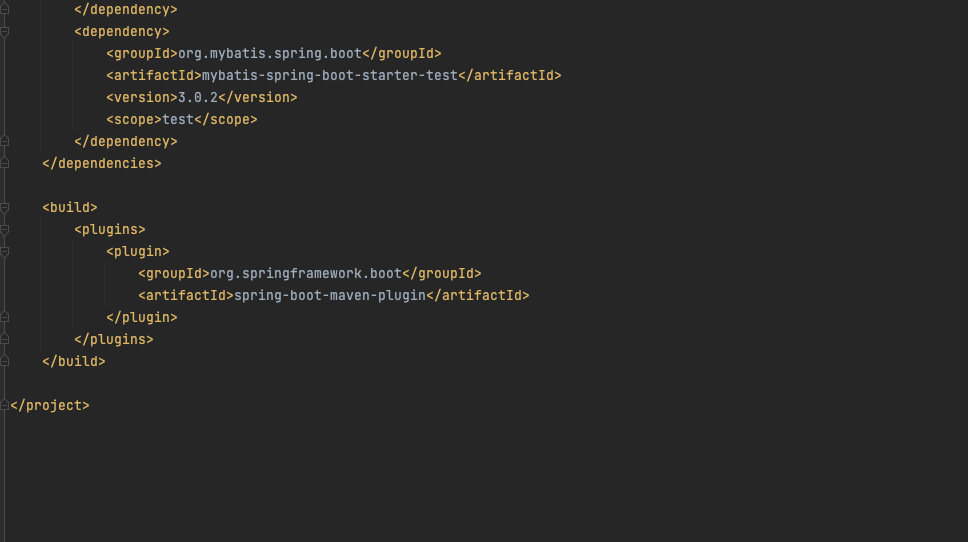 </dependency>
<dependency>
<groupId>org.mybatis.spring.boot</groupId>
<artifactId>mybatis-spring-boot-starter-test</artifactId>
<version>3.0.2</version>
<scope>test</scope>
</dependency>
</dependencies>
<build>
<plugins>
<plugin>
<groupId>org.springframework.boot</groupId>
<artifactId>spring-boot-maven-plugin</artifactId>
</plugin>
</plugins>
</build>
</project>